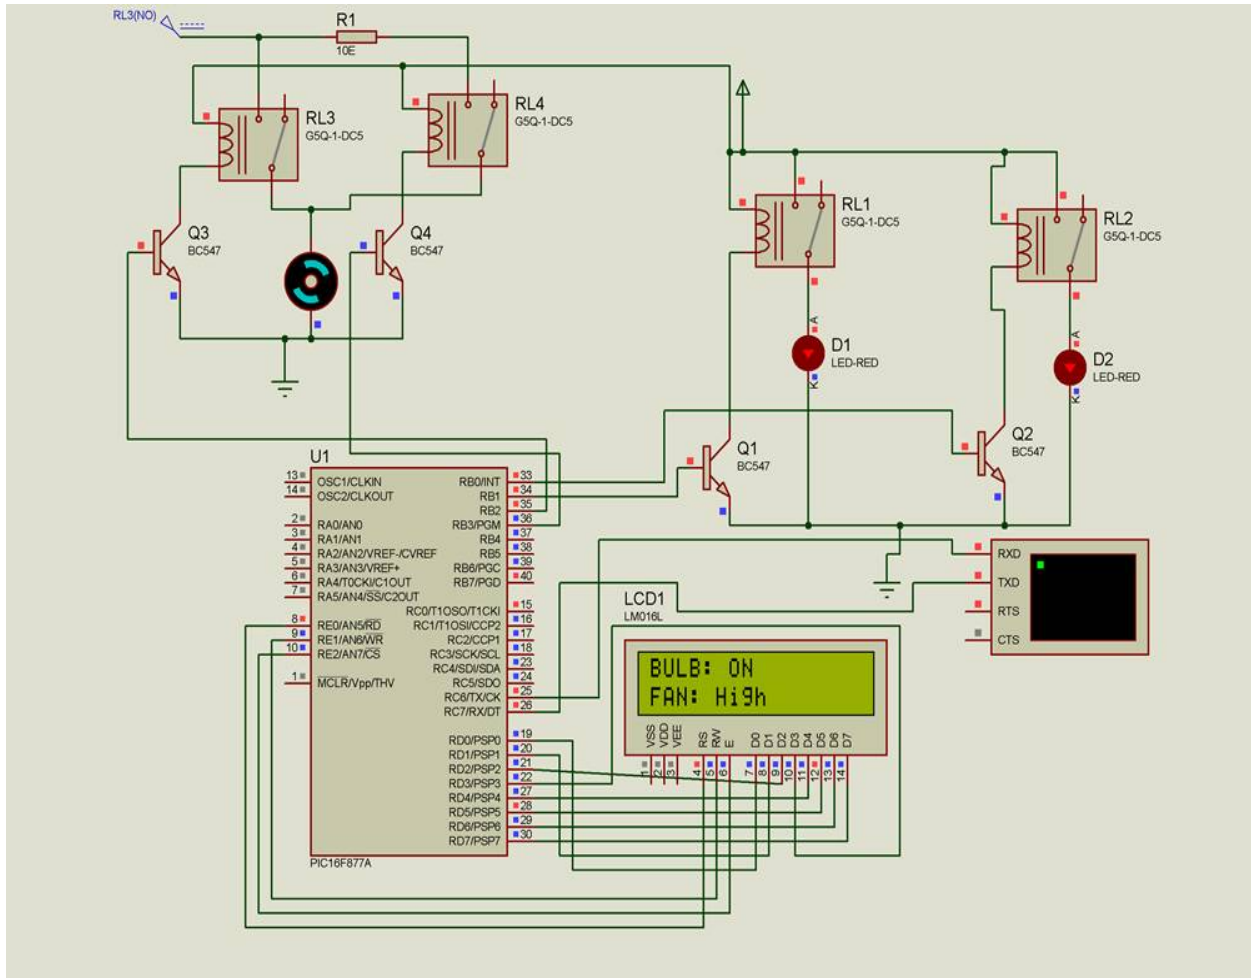 RL3(NO)
R1
10E
RL3
G5Q-1-DC5
RL4
G5Q-1-DC5
RL1
G5Q-1-DC5
RL2
G5Q-1-DC5
Q3
BC547
Q4
BC547
A
D1
LED-RED
K
A
D2
LED-RED
K
Q1
BC547
Q2
BC547
U1
13 OSC1/CLKIN
14 OSC2/CLKOUT
2 RA0/AN0
3 RA1/AN1
4 RA2/AN2/VREF-/CVREF
5 RA3/AN3/VREF+
6 RA4/T0CKI/C1OUT
7 RA5/AN4/SS/C2OUT
8 RE0/AN5/RD
9 RE1/AN6/WR
10 RE2/AN7/CS
1 MCLR/Vpp/THV
RB0/INT 33
RB1 34
RB2 35
RB3/PGM 36
RB4 37
RB5 38
RB6/PGC 39
RB7/PGD 40
RC0/T1OSO/T1CKI 15
RC1/T1OSI/CCP2 16
RC2/CCP1 17
RC3/SCK/SCL 18
RC4/SDI/SDA 23
RC5/SDO 24
RC6/TX/CK 25
RC7/RX/DT 26
RD0/PSP0 19
RD1/PSP1 20
RD2/PSP2 21
RD3/PSP3 22
RD4/PSP4 27
RD5/PSP5 28
RD6/PSP6 29
RD7/PSP7 30
PIC16F877A
LCD1
LM016L
BULB: ON
FAN: High
VSS VDD VEE RS RW E D0 D1 D2 D3 D4 D5 D6 D7
1 2 3 4 5 6 7 8 9 10 11 12 13 14
RXD
TXD
RTS
CTS